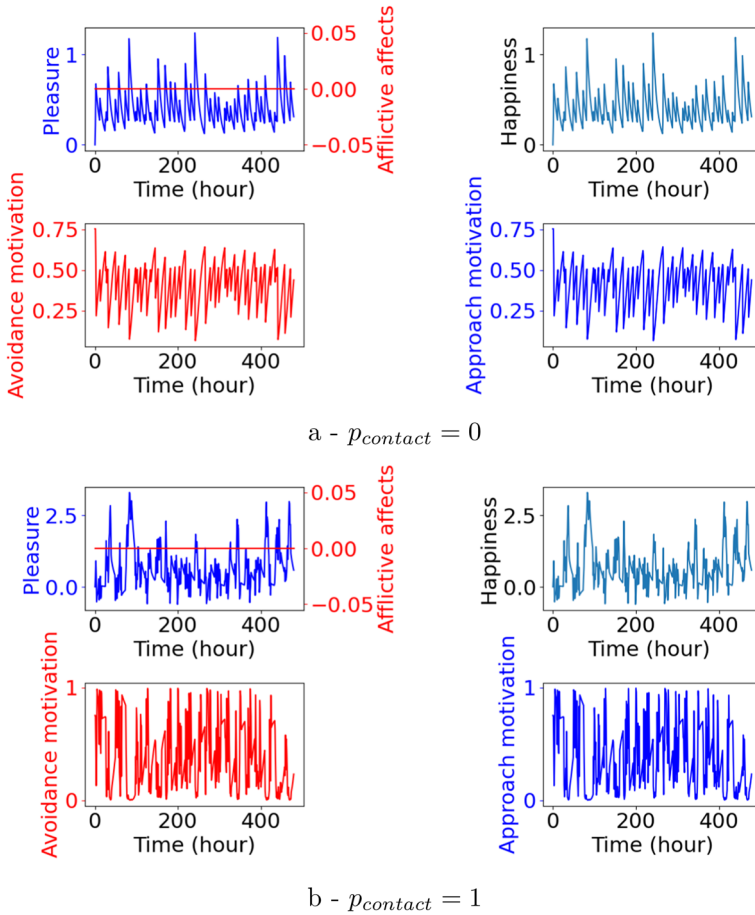 Pleasure
1
0
0.05
0.00
−0.05
Afflictive affects
0
200
400
Time (hour)
Happiness
1
0
0
200
400
Time (hour)
Avoidance motivation
0.75
0.50
0.25
0
200
400
Time (hour)
Approach motivation
0.75
0.50
0.25
0
200
400
Time (hour)
a - p_contact = 0
Pleasure
2.5
0.0
0.05
0.00
−0.05
Afflictive affects
0
200
400
Time (hour)
Happiness
2.5
0.0
0
200
400
Time (hour)
Avoidance motivation
1
0
0
200
400
Time (hour)
Approach motivation
1
0
0
200
400
Time (hour)
b - p_contact = 1